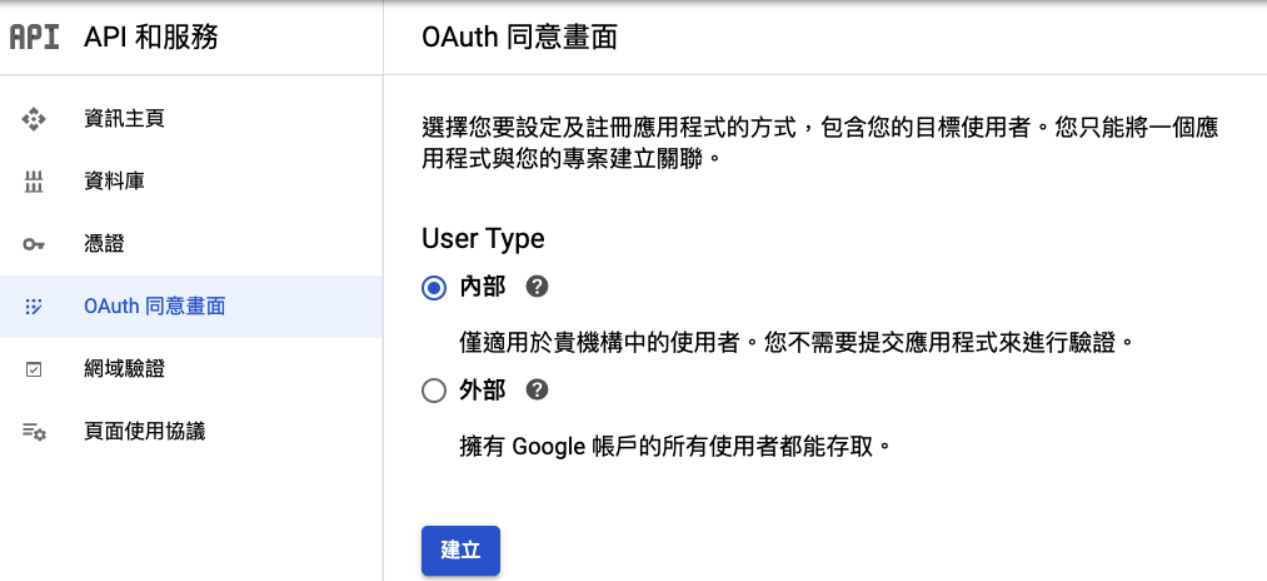 API API 和服務
OAuth 同意畫面
資訊主頁
資料庫
憑證
OAuth 同意畫面
網域驗證
頁面使用協議
選擇您要設定及註冊應用程式的方式，包含您的目標使用者。您只能將一個應
用程式與您的專案建立關聯。
User Type
內部
僅適用於貴機構中的使用者。您不需要提交應用程式來進行驗證。
外部
擁有 Google 帳戶的所有使用者都能存取。
建立